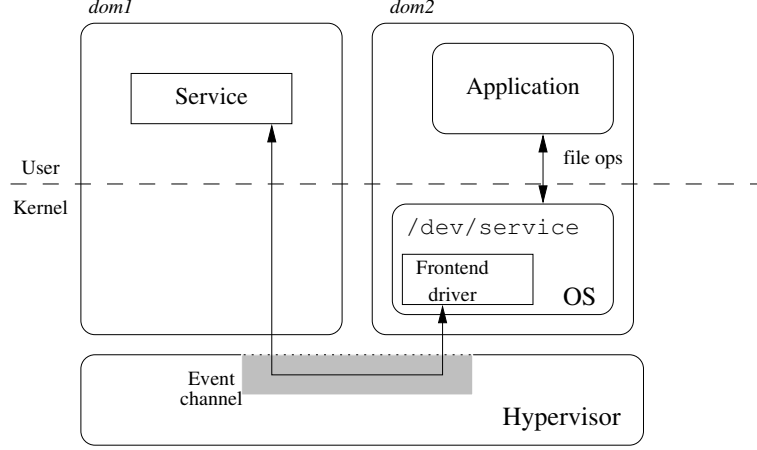 dom1
dom2
Service
Application
file ops
User
Kernel
/dev/service
Frontend
driver
OS
Event
channel
Hypervisor